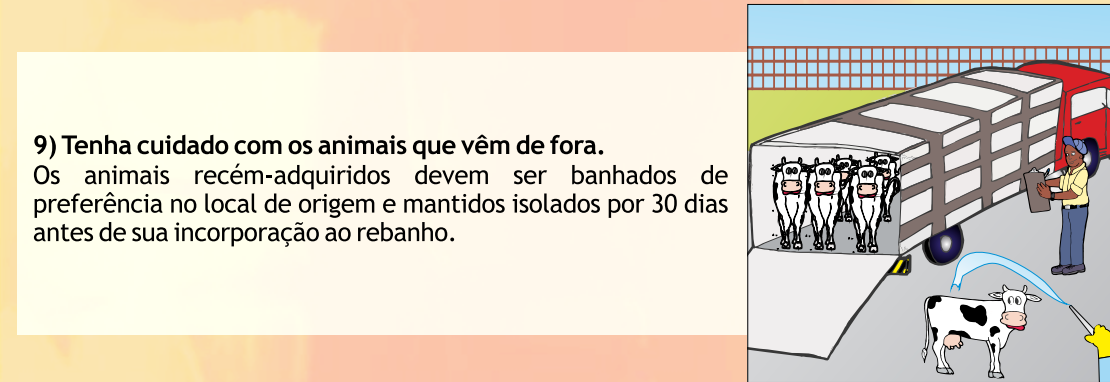 9) Tenha cuidado com os animais que vêm de fora.
Os animais recém-adquiridos devem ser banhados de
preferência no local de origem e mantidos isolados por 30 dias
antes de sua incorporação ao rebanho.